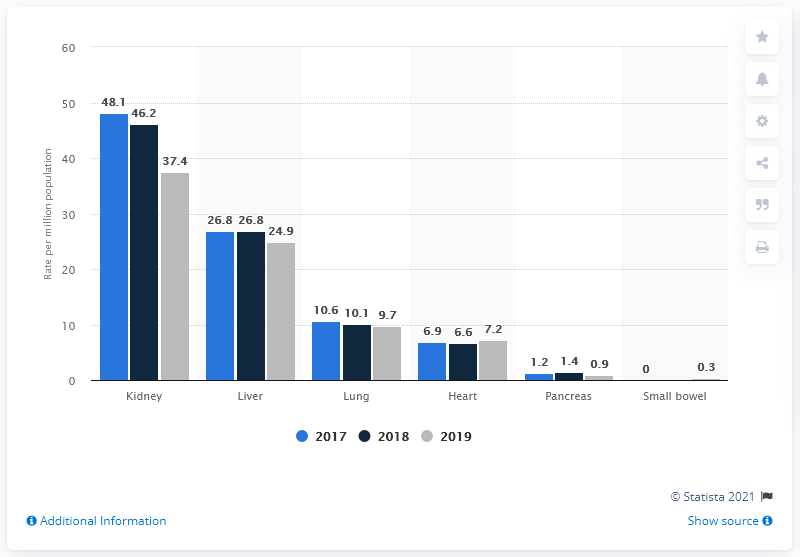 60
50
40
30
20
10
0
Rate per million population
48.1 46.2 37.4
26.8 26.8 24.9
10.6 10.1 9.7
6.9 6.6 7.2
1.2 1.4 0.9
0 0.3
Kidney Liver Lung Heart Pancreas Small bowel
2017 2018 2019
© Statista 2021
Additional Information Show source